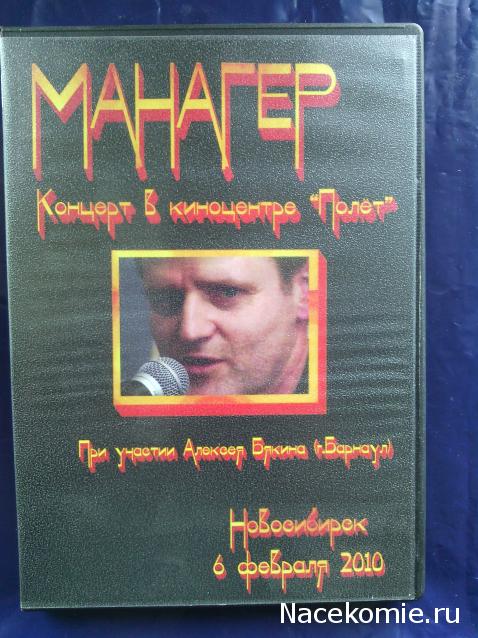 МАНАГЕР
Концерт в киноцентре "Полёт"
При участии Алексея Бякина (г.Барнаул)
Новосибирск
6 февраля 2010
Nacekomie.ru